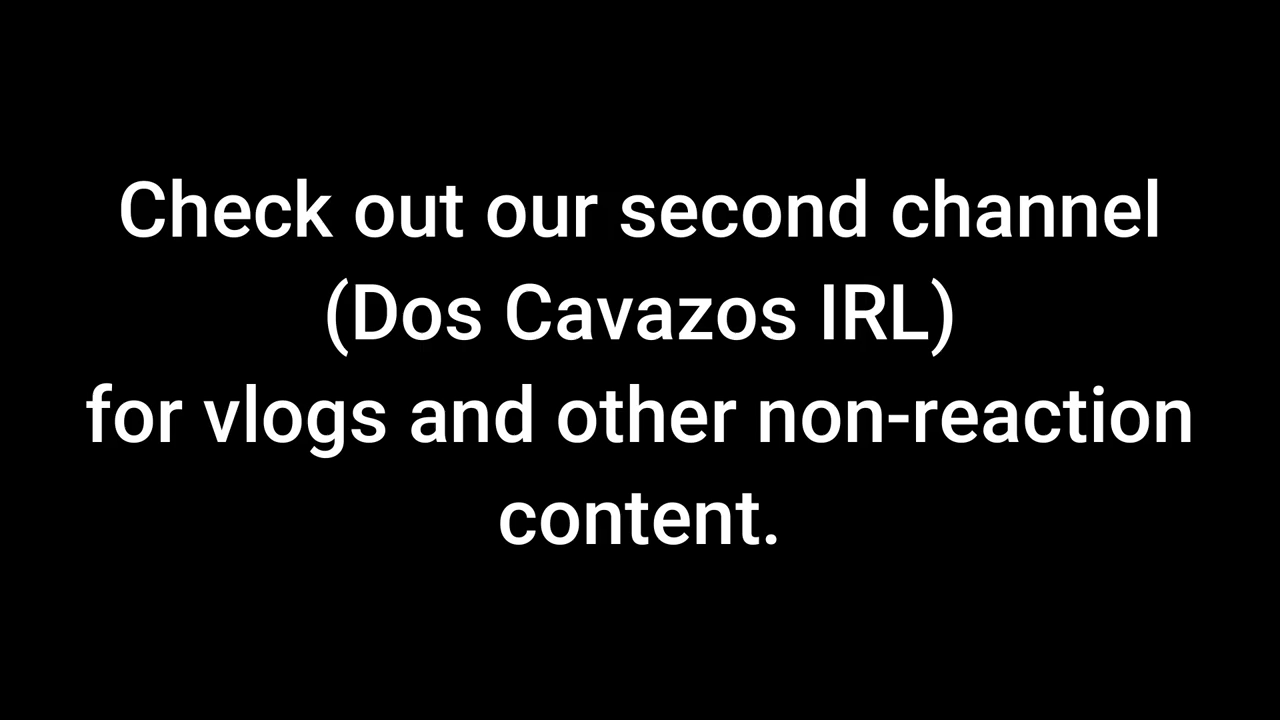 Check out our second channel
(Dos Cavazos IRL)
for vlogs and other non-reaction
content.